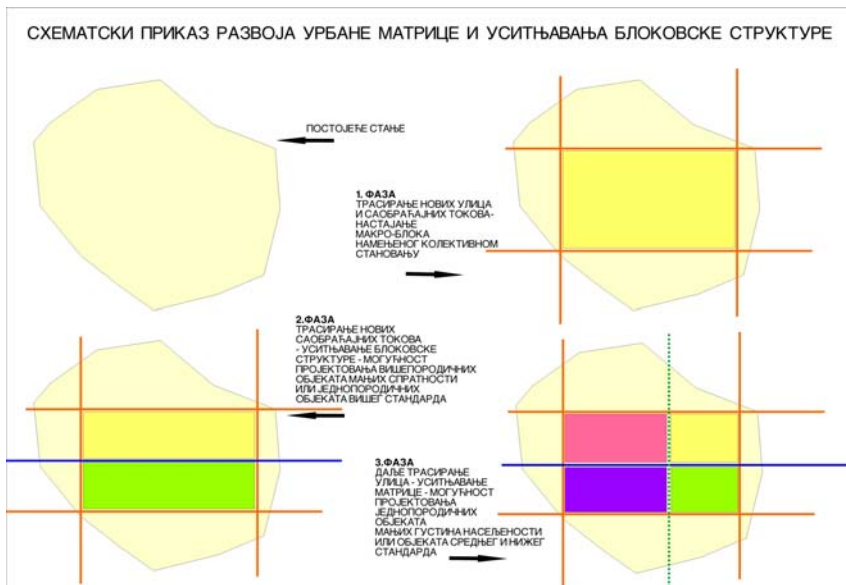 СХЕМАТСКИ ПРИКАЗ РАЗВОЈА УРБАНЕ МАТРИЦЕ И УСИТЊАВАЊА БЛОКОВСКЕ СТРУКТУРЕ
ПОСТОЈЕЋЕ СТАЊЕ
1. ФАЗА
ТРАСИРАЊЕ НОВИХ УЛИЦА
И САОБРАЋАЈНИХ ТОКОВА-
НАСТАЈАЊЕ
МАКРО-БЛОКА
НАМЕЊЕНОГ КОЛЕКТИВНОМ
СТАНОВАЊУ
2.ФАЗА
ТРАСИРАЊЕ НОВИХ
САОБРАЋАЈНИХ ТОКОВА
- УСИТЊАВАЊЕ БЛОКОВСКЕ
СТРУКТУРЕ - МОГУЋНОСТ
ПРОЈЕКТОВАЊА ВИШЕПОРОДИЧНИХ
ОБЈЕКАТА МАЊИХ СПРАТНОСТИ
ИЛИ ЈЕДНОПОРОДИЧНИХ
ОБЈЕКАТА ВИШЕГ СТАНДАРДА
3.ФАЗА
ДАЉЕ ТРАСИРАЊЕ
УЛИЦА - УСИТЊАВАЊЕ
МАТРИЦЕ - МОГУЋНОСТ
ПРОЈЕКТОВАЊА
ЈЕДНОПОРОДИЧНИХ
ОБЈЕКАТА
МАЊИХ ГУСТИНА НАСЕЉЕНОСТИ
ИЛИ ОБЈЕКАТА СРЕДЊЕГ И НИЖЕГ
СТАНДАРДА